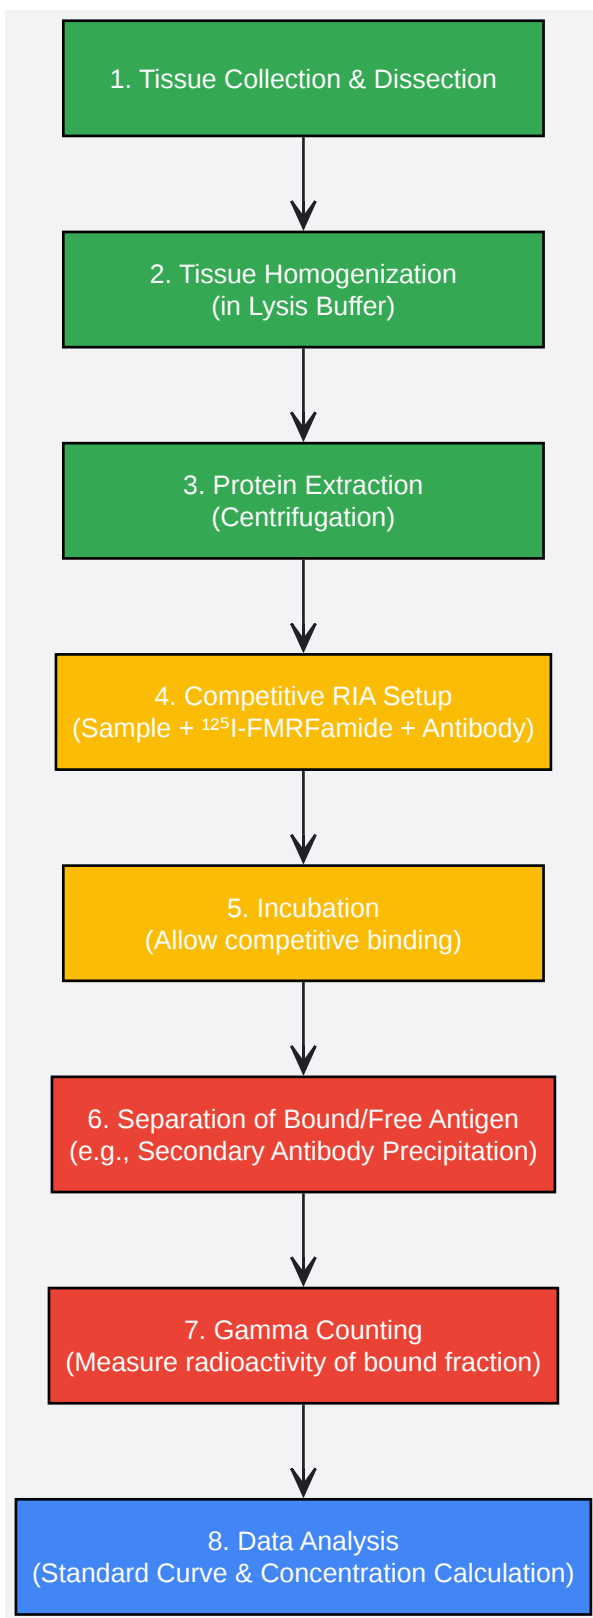 1. Tissue Collection & Dissection
2. Tissue Homogenization
(in Lysis Buffer)
3. Protein Extraction
(Centrifugation)
4. Competitive RIA Setup
(Sample + ¹²⁵I-FMRFamide + Antibody)
5. Incubation
(Allow competitive binding)
6. Separation of Bound/Free Antigen
(e.g., Secondary Antibody Precipitation)
7. Gamma Counting
(Measure radioactivity of bound fraction)
8. Data Analysis
(Standard Curve & Concentration Calculation)